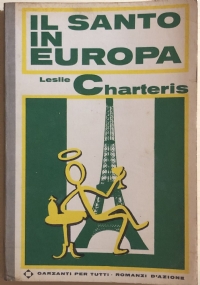 IL SANTO
IN
EUROPA
Leslie Charteris
GARZANTI PER TUTTI · ROMANZI D'AZIONE